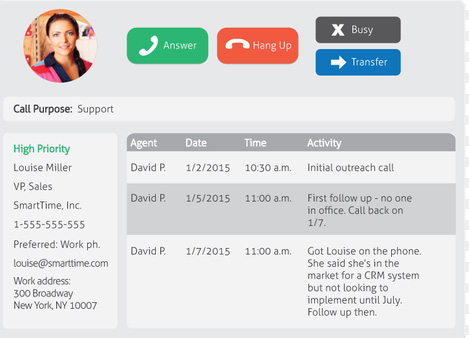 Answer
Hang Up
X Busy
Transfer
Call Purpose: Support
High Priority
Louise Miller
VP, Sales
SmartTime, Inc.
1-555-555-555
Preferred: Work ph.
louise@smarttime.com
Work address:
300 Broadway
New York, NY 10007
Agent Date Time Activity
David P. 1/2/2015 10:30 a.m. Initial outreach call
David P. 1/5/2015 11:00 a.m. First follow up - no one
in office. Call back on
1/7.
David P. 1/7/2015 11:00 a.m. Got Louise on the phone.
She said she's in the
market for a CRM system
but not looking to
implement until July.
Follow up then.